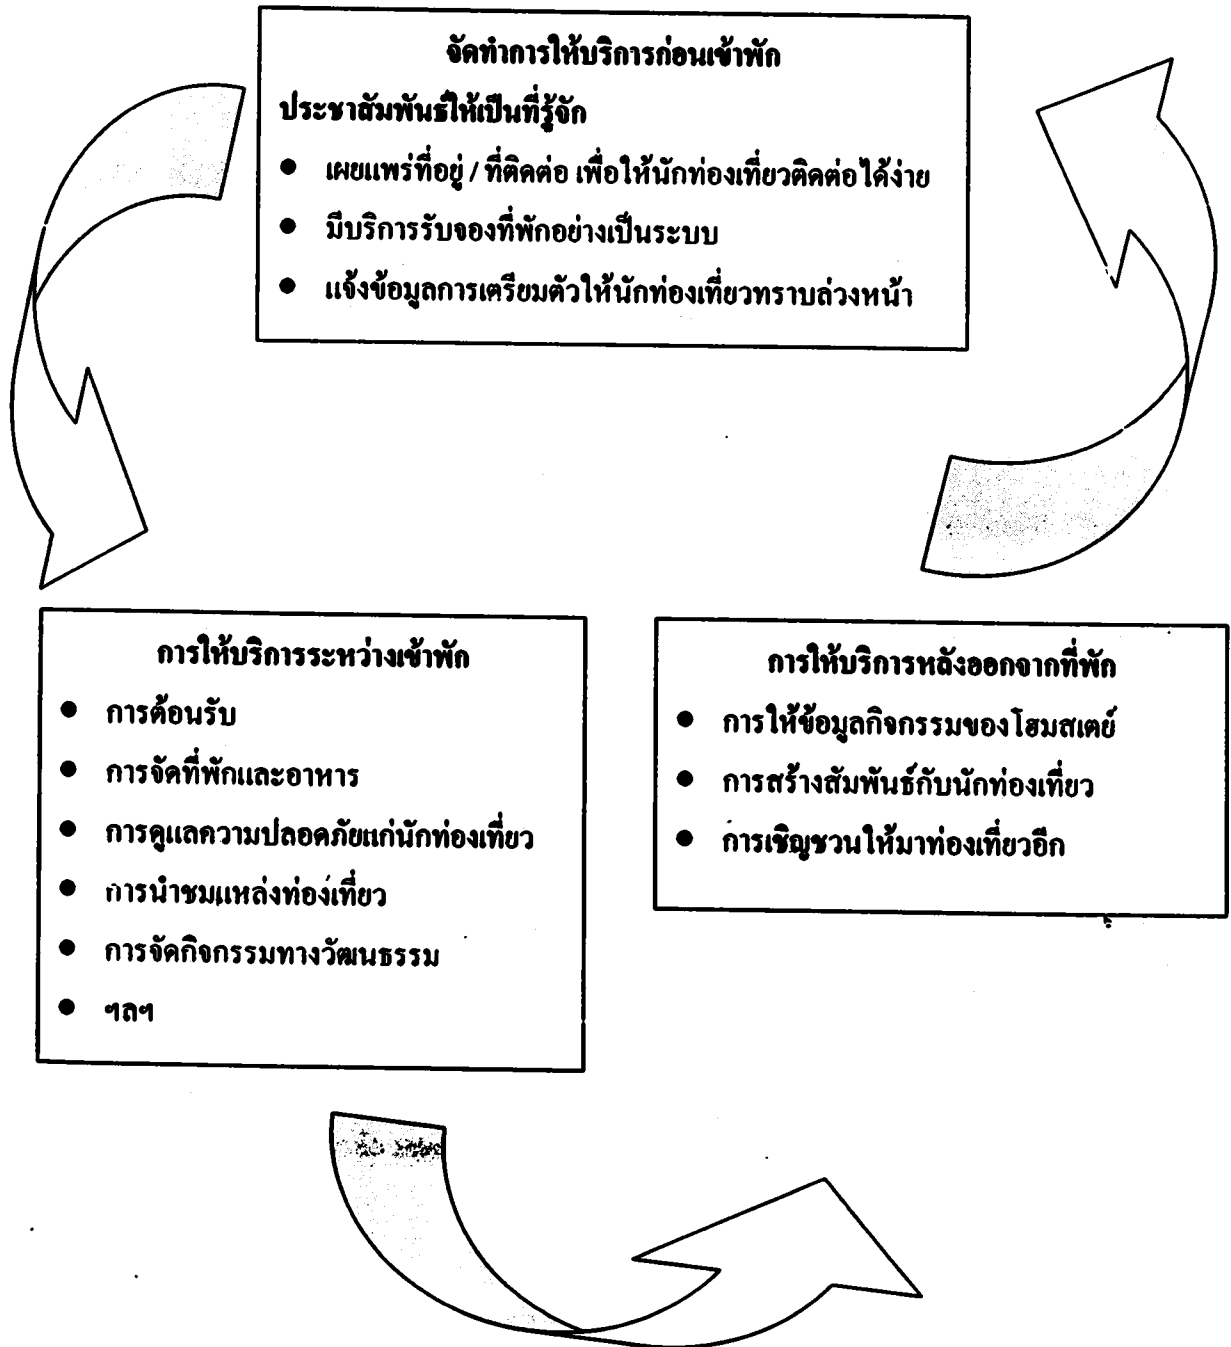 จัดทำการให้บริการก่อนเข้าพัก
ประชาสัมพันธ์ให้เป็นที่รู้จัก
● เผยแพร่ที่อยู่ / ที่ติดต่อ เพื่อให้นักท่องเที่ยวติดต่อได้ง่าย
● มีบริการรับจองที่พักอย่างเป็นระบบ
● แจ้งข้อมูลการเตรียมตัวให้นักท่องเที่ยวทราบล่วงหน้า
การให้บริการระหว่างเข้าพัก
● การต้อนรับ
● การจัดที่พักและอาหาร
● การดูแลความปลอดภัยแก่นักท่องเที่ยว
● การนำชมแหล่งท่องเที่ยว
● การจัดกิจกรรมทางวัฒนธรรม
● ฯลฯ
การให้บริการหลังออกจากที่พัก
● การให้ข้อมูลกิจกรรมของโฮมสเตย์
● การสร้างสัมพันธ์กับนักท่องเที่ยว
● การเชิญชวนให้มาท่องเที่ยวอีก